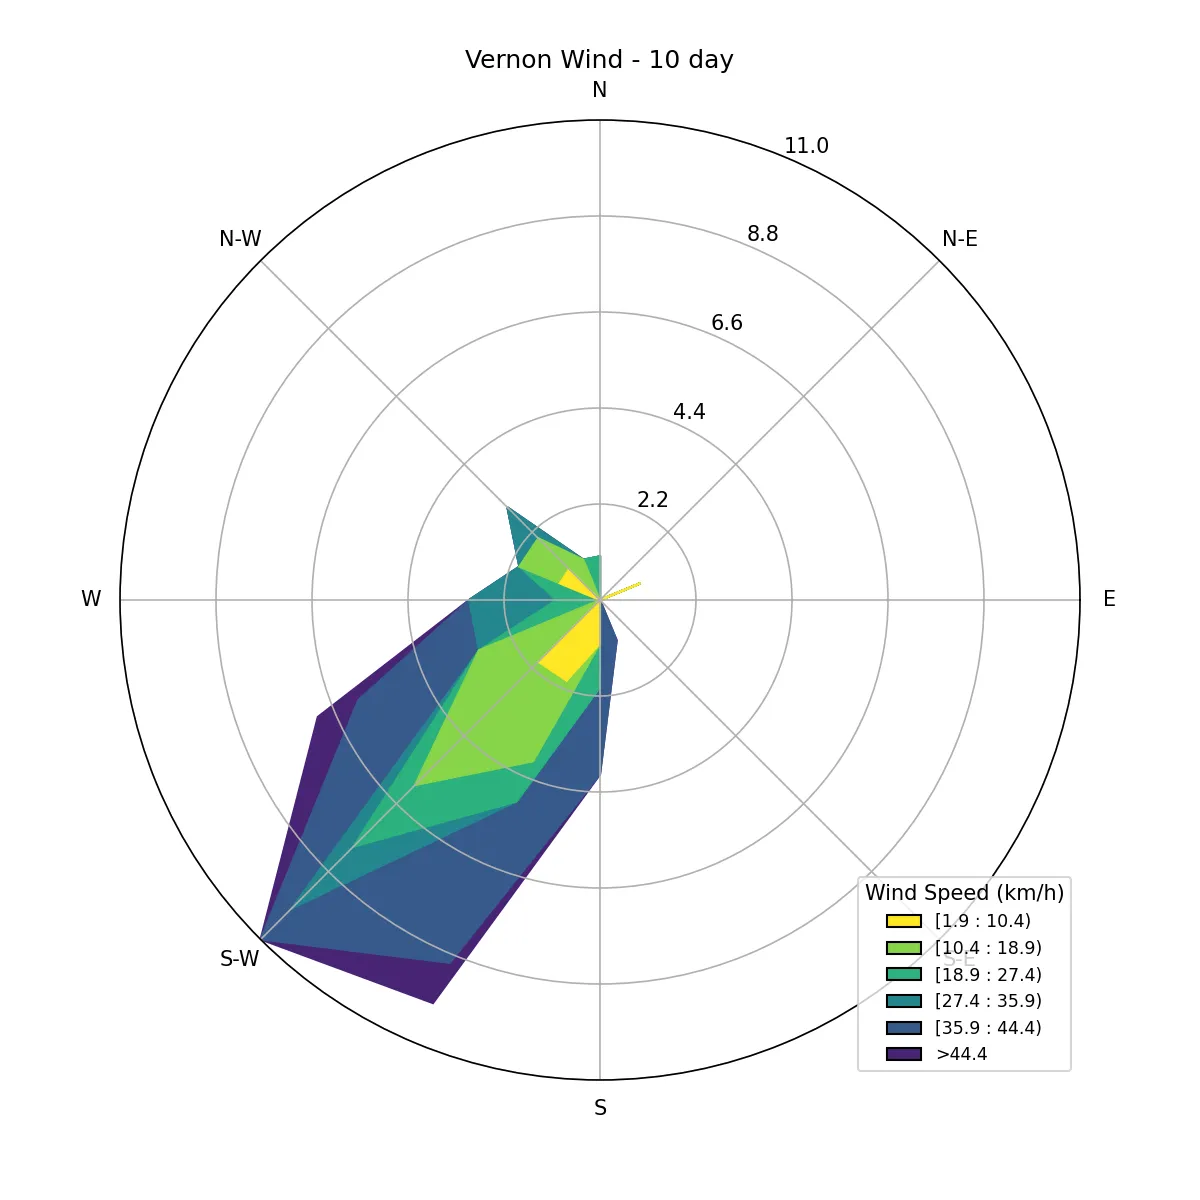 Vernon Wind - 10 day
N
11.0
8.8
N-W
N-E
6.6
4.4
2.2
W
E
S-W
S-E
S
Wind Speed (km/h)
[1.9 : 10.4)
[10.4 : 18.9)
[18.9 : 27.4)
[27.4 : 35.9)
[35.9 : 44.4)
>44.4